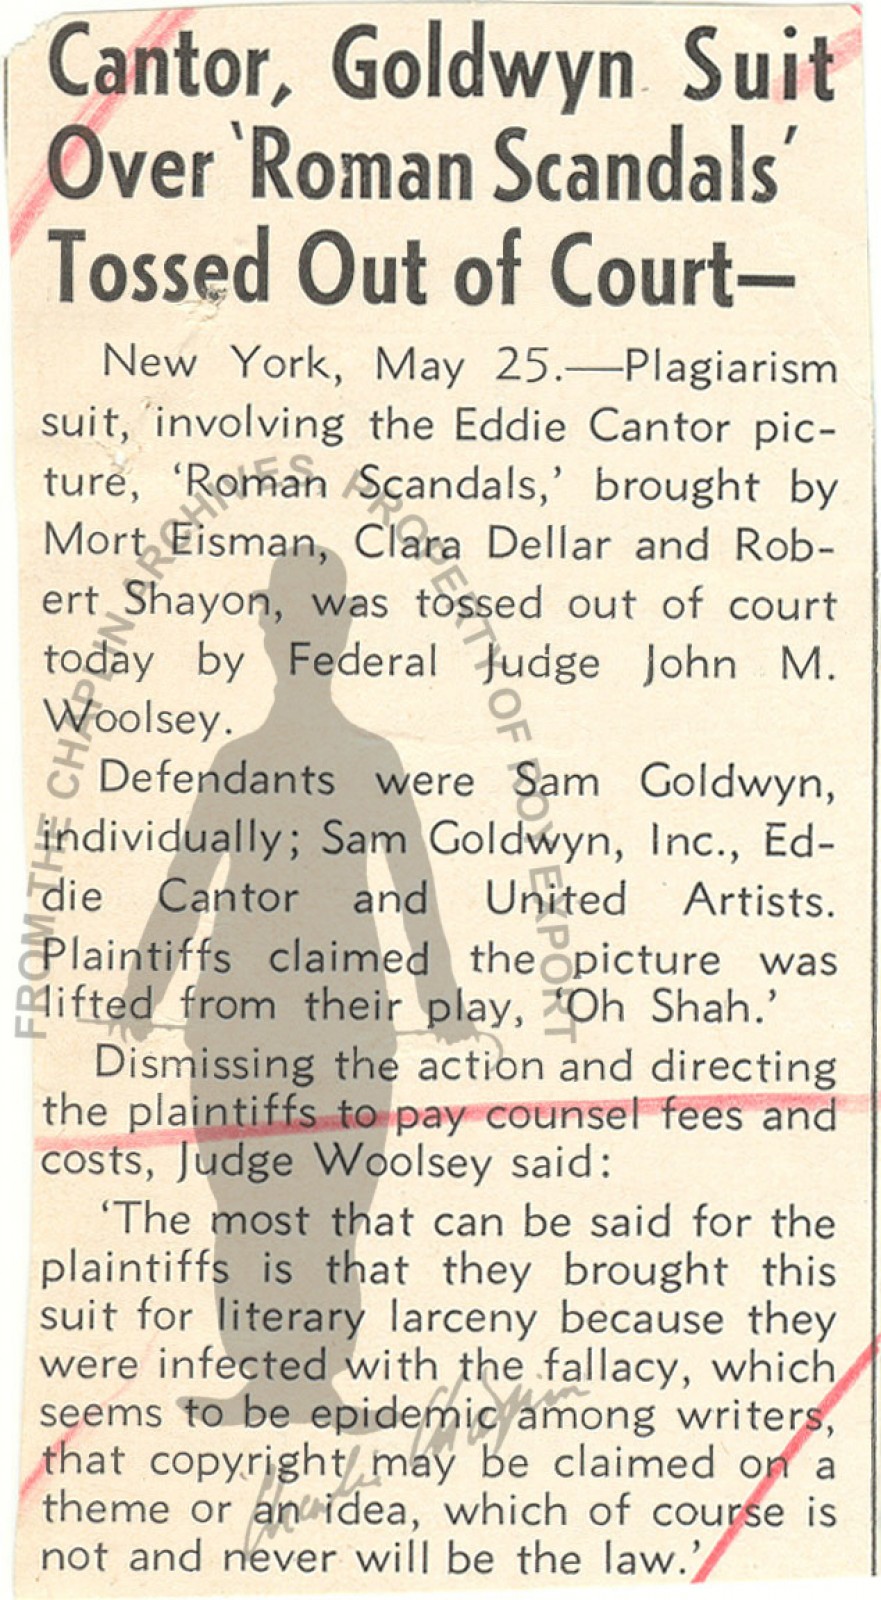 Cantor, Goldwyn Suit
Over 'Roman Scandals'
Tossed Out of Court—
New York, May 25.—Plagiarism
suit, involving the Eddie Cantor pic-
ture, 'Roman Scandals,' brought by
Mort Eisman, Clara Dellar and Rob-
ert Shayon, was tossed out of court
today by Federal Judge John M.
Woolsey.
Defendants were Sam Goldwyn,
individually; Sam Goldwyn, Inc., Ed-
die Cantor and United Artists.
Plaintiffs claimed the picture was
lifted from their play, 'Oh Shah.'
Dismissing the action and directing
the plaintiffs to pay counsel fees and
costs, Judge Woolsey said:
'The most that can be said for the
plaintiffs is that they brought this
suit for literary larceny because they
were infected with the fallacy, which
seems to be epidemic among writers,
that copyright may be claimed on a
theme or an idea, which of course is
not and never will be the law.'
FROM THE CHAPLIN ARCHIVES, PROPERTY OF ROY EXPORT
Charlie Chaplin